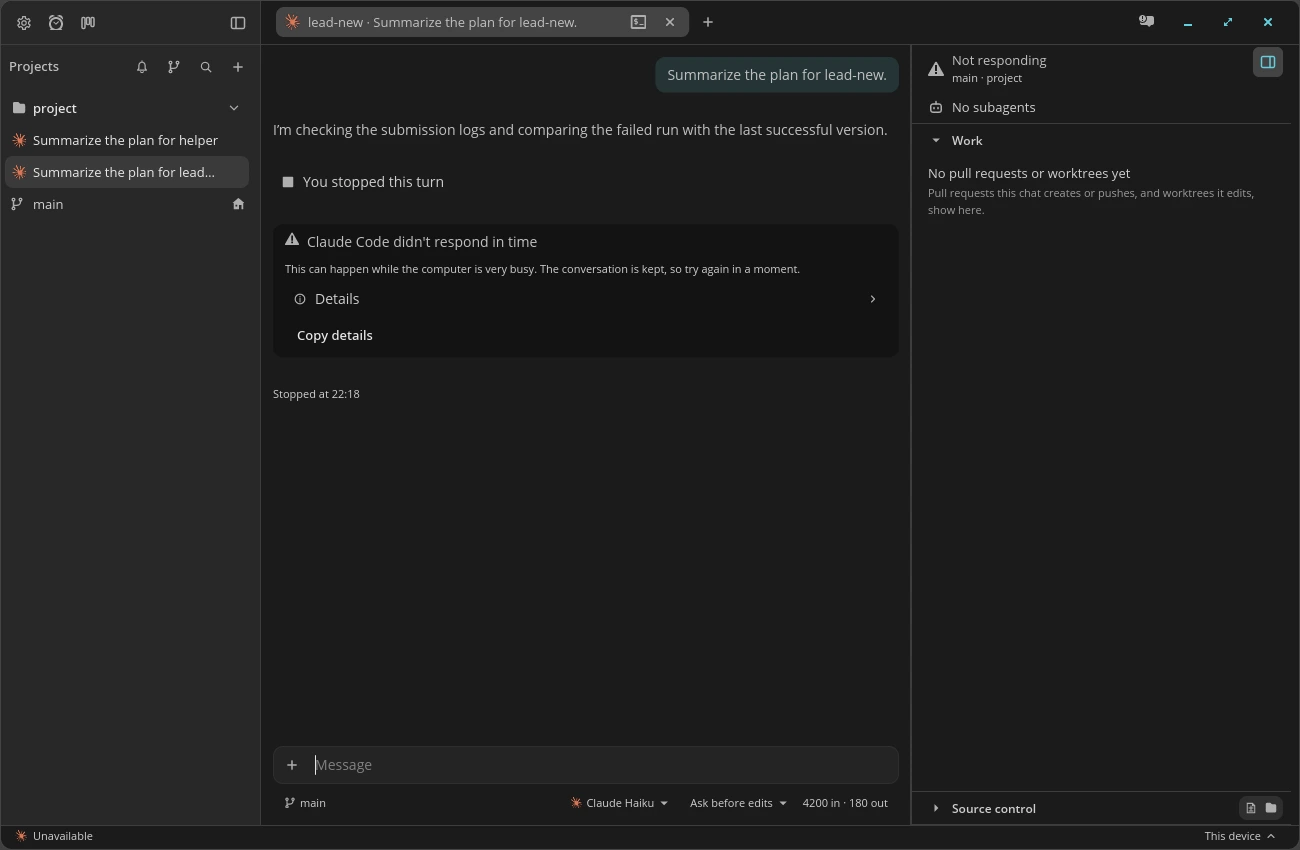 lead-new · Summarize the plan for lead-new.
Projects
project
Summarize the plan for helper
Summarize the plan for lead...
main
Summarize the plan for lead-new.
I'm checking the submission logs and comparing the failed run with the last successful version.
You stopped this turn
Claude Code didn't respond in time
This can happen while the computer is very busy. The conversation is kept, so try again in a moment.
Details
Copy details
Stopped at 22:18
Message
main
Claude Haiku
Ask before edits
4200 in · 180 out
Not responding
main · project
No subagents
Work
No pull requests or worktrees yet
Pull requests this chat creates or pushes, and worktrees it edits,
show here.
Source control
Unavailable
This device